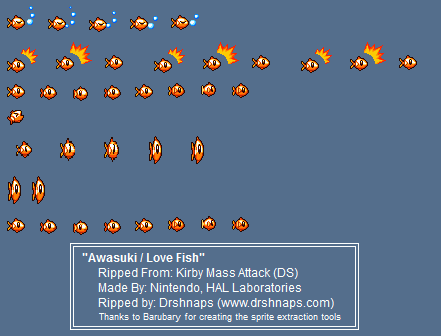 "Awasuki / Love Fish"
Ripped From: Kirby Mass Attack (DS)
Made By: Nintendo, HAL Laboratories
Ripped by: Drshnaps (www.drshnaps.com)
Thanks to Barubary for creating the sprite extraction tools